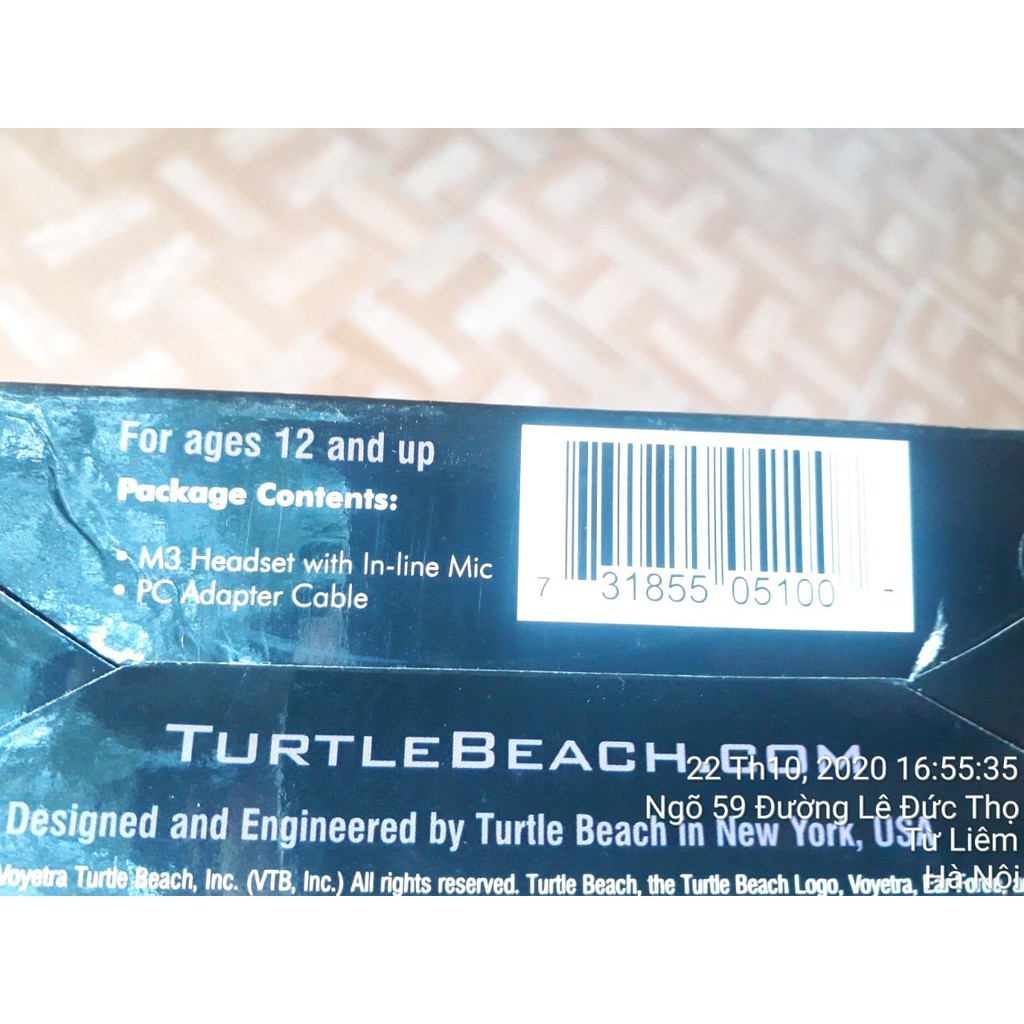 For ages 12 and up
Package Contents:
• M3 Headset with In-line Mic
• PC Adapter Cable
7 31855 05100
TURTLEBEACH.COM
22 Th10, 2020 16:55:35
Ngõ 59 Đường Lê Đức Thọ
Designed and Engineered by Turtle Beach in New York, USA
Từ Liêm
Voyetra Turtle Beach, Inc. (VTB, Inc.) All rights reserved. Turtle Beach, the Turtle Beach Logo, Voyetra, Ear Force,
Hà Nội